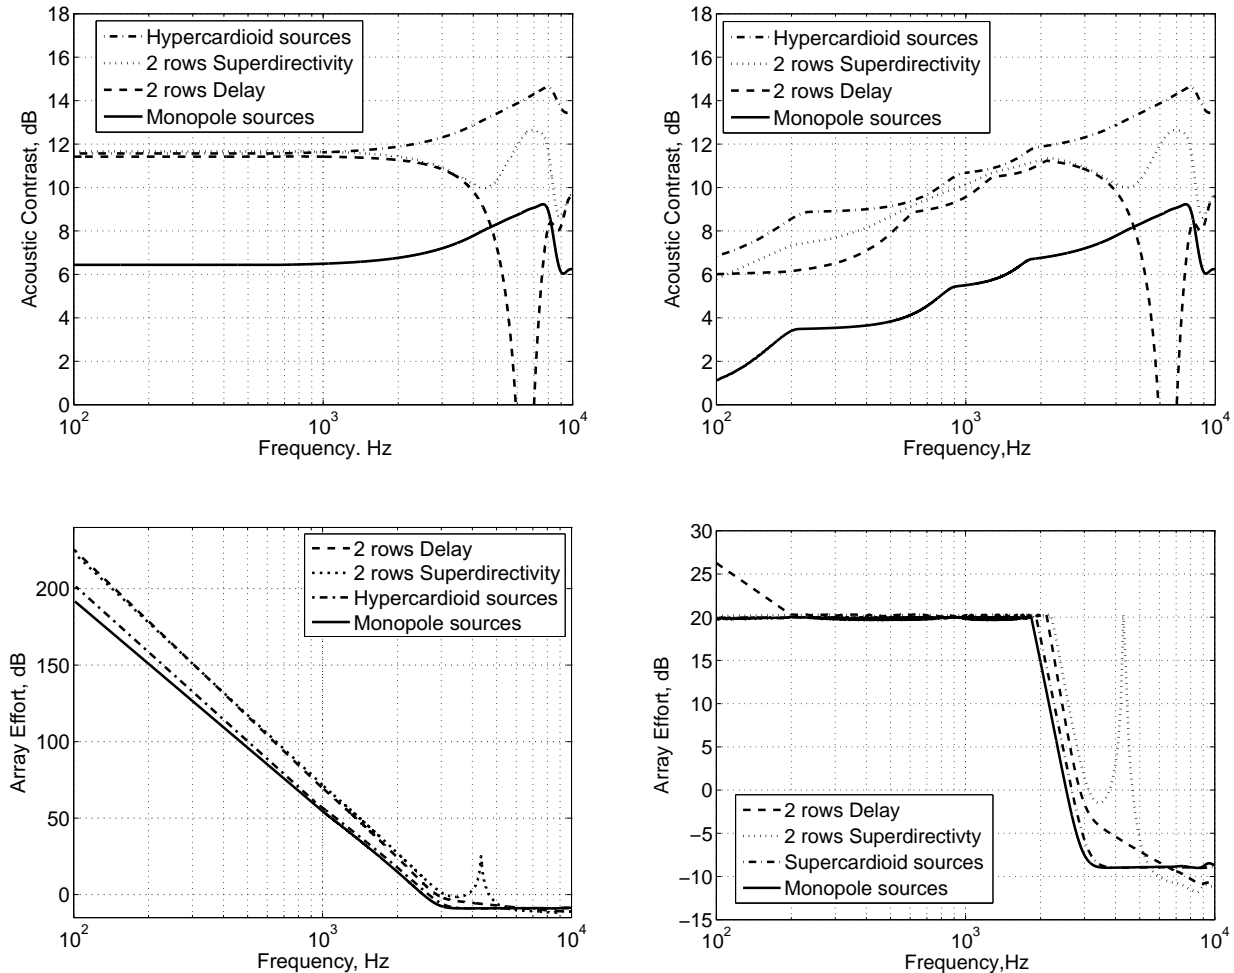 18
16
14
12
10
8
6
4
2
0
Acoustic Contrast, dB
Hypercardioid sources
2 rows Superdirectivity
2 rows Delay
Monopole sources
10^2
10^3
10^4
Frequency. Hz
18
16
14
12
10
8
6
4
2
0
Acoustic Contrast, dB
Hypercardioid sources
2 rows Superdirectivity
2 rows Delay
Monopole sources
10^2
10^3
10^4
Frequency,Hz
200
150
100
50
0
Array Effort, dB
2 rows Delay
2 rows Superdirectivity
Hypercardioid sources
Monopole sources
10^2
10^3
10^4
Frequency, Hz
30
25
20
15
10
5
0
−5
−10
−15
Array Effort, dB
2 rows Delay
2 rows Superdirectivty
Supercardioid sources
Monopole sources
10^2
10^3
10^4
Frequency,Hz